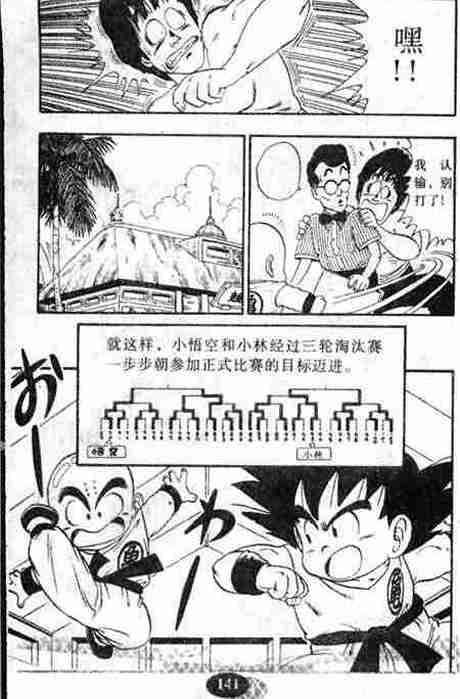 嘿!!
我认
输,别
打了!
就这样,小悟空和小林经过三轮淘汰赛
一步步朝参加正式比赛的目标迈进。
悟空
小林
おー
わっ
141